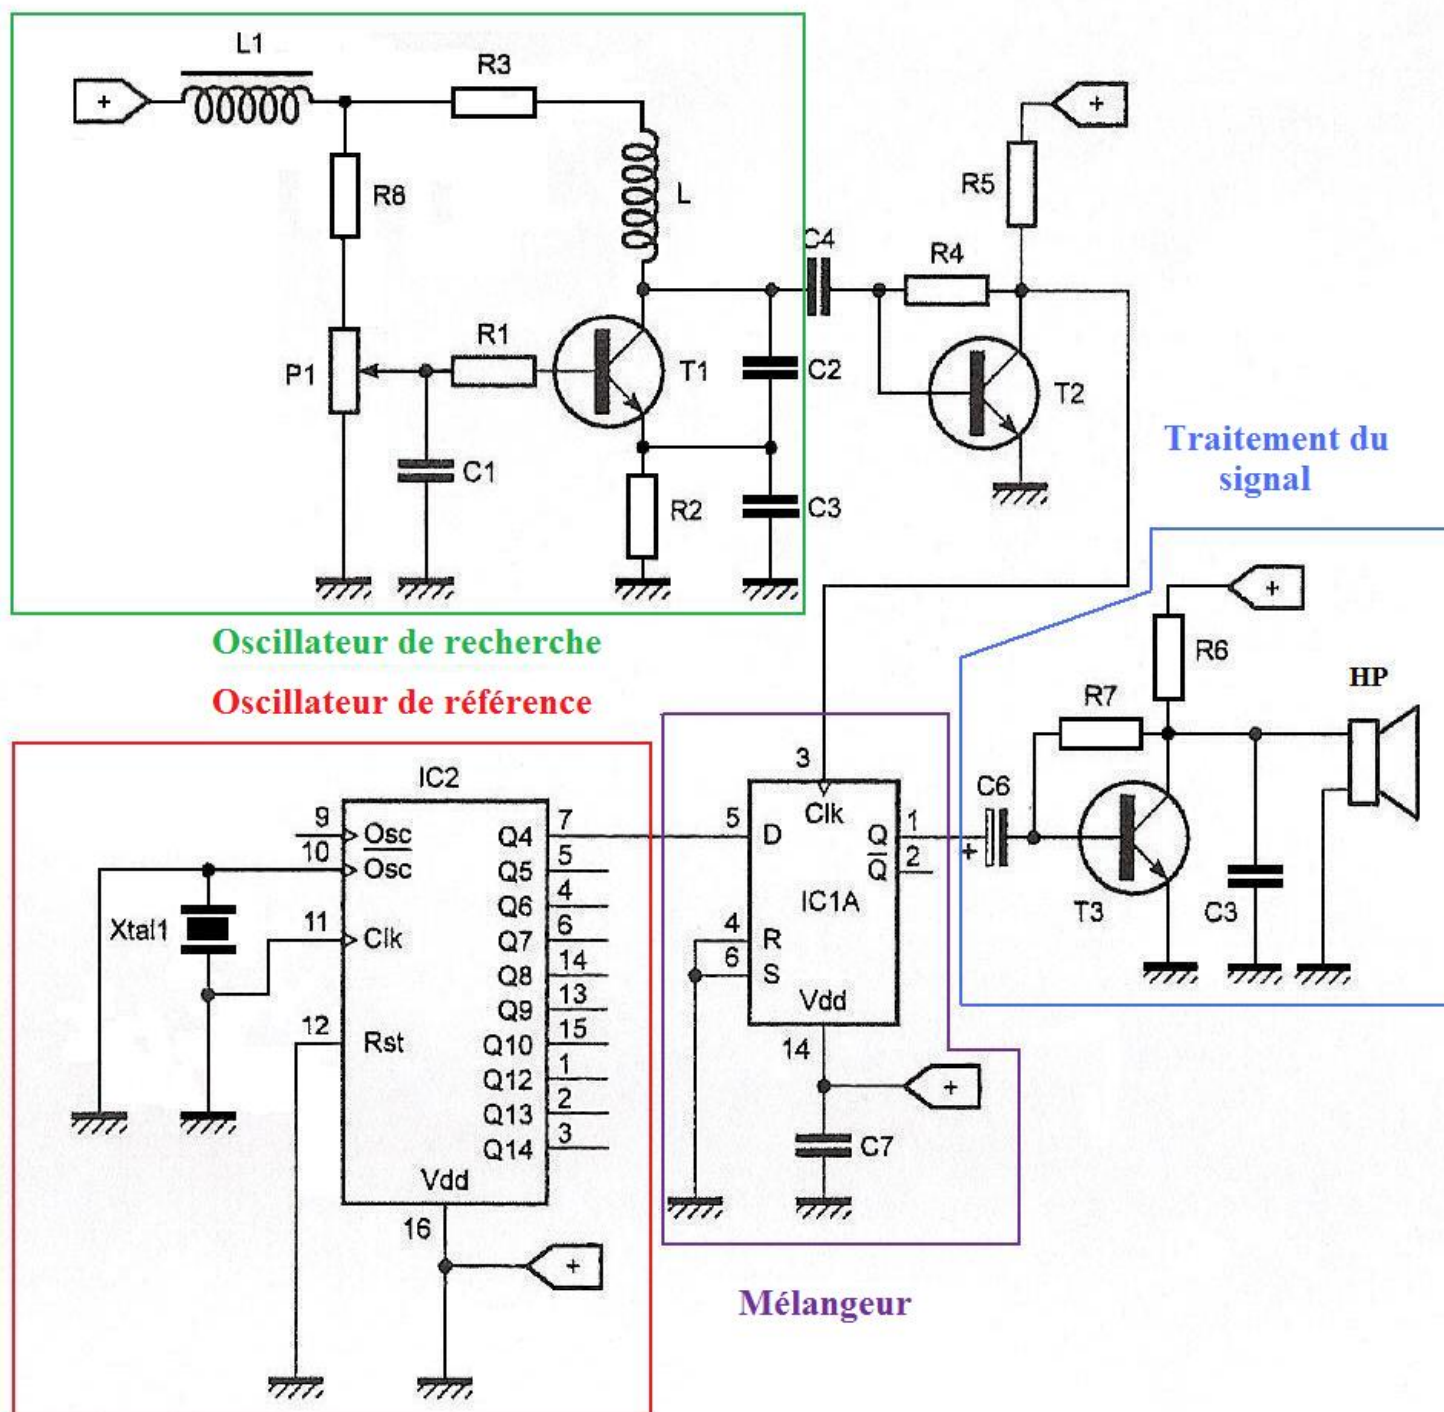 L1
+
R3
L
R8
P1
R1
T1
C1
R2
C2
C3
C4
R4
R5
+
T2
Oscillateur de recherche
Oscillateur de référence
Traitement du
signal
+
R6
HP
R7
C6
+
T3
C3
IC2
9
Osc
10
Osc
11
Clk
12
Rst
Xtal1
Q4
7
Q5
5
Q6
4
Q7
6
Q8
14
Q9
13
Q10
15
Q12
1
Q13
2
Q14
3
Vdd
16
+
3
Clk
5
D
Q
1
Q
2
IC1A
4
R
6
S
Vdd
14
+
C7
Mélangeur